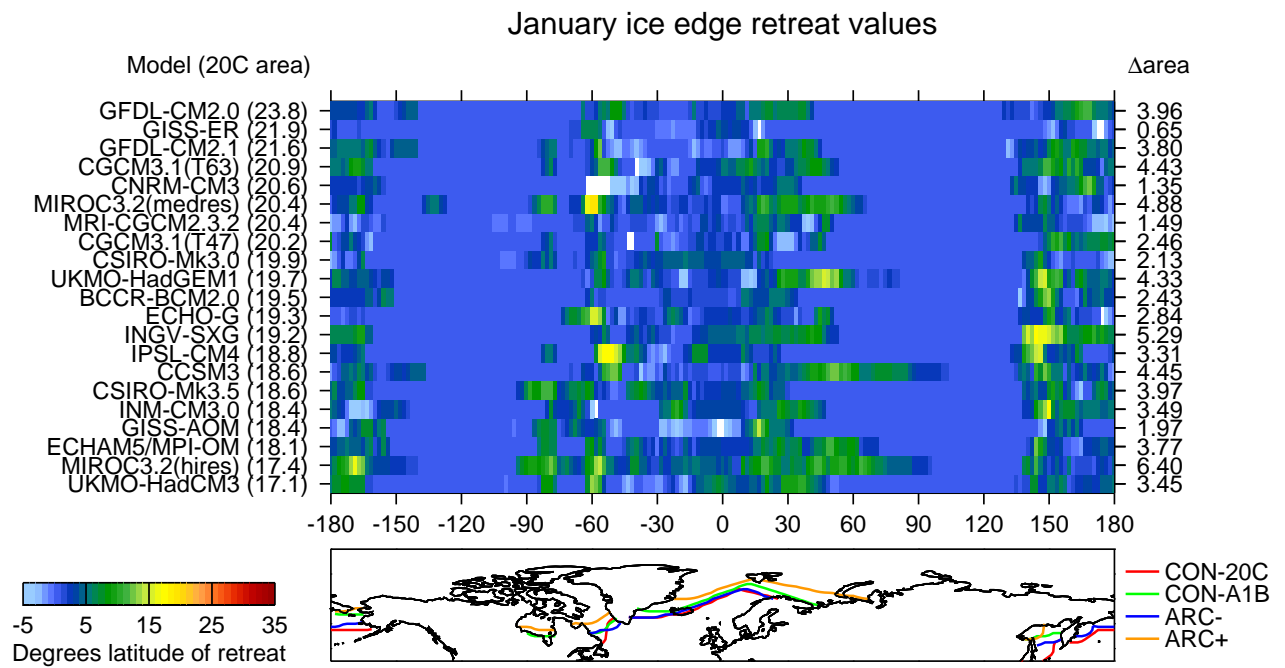 January ice edge retreat values
Model (20C area) Δarea
GFDL-CM2.0 (23.8) 3.96
GISS-ER (21.9) 0.65
GFDL-CM2.1 (21.6) 3.80
CGCM3.1(T63) (20.9) 4.43
CNRM-CM3 (20.6) 1.35
MIROC3.2(medres) (20.4) 4.88
MRI-CGCM2.3.2 (20.4) 1.49
CGCM3.1(T47) (20.2) 2.46
CSIRO-Mk3.0 (19.9) 2.13
UKMO-HadGEM1 (19.7) 4.33
BCCR-BCM2.0 (19.5) 2.43
ECHO-G (19.3) 2.84
INGV-SXG (19.2) 5.29
IPSL-CM4 (18.8) 3.31
CCSM3 (18.6) 4.45
CSIRO-Mk3.5 (18.6) 3.97
INM-CM3.0 (18.4) 3.49
GISS-AOM (18.4) 1.97
ECHAM5/MPI-OM (18.1) 3.77
MIROC3.2(hires) (17.4) 6.40
UKMO-HadCM3 (17.1) 3.45
-180 -150 -120 -90 -60 -30 0 30 60 90 120 150 180
CON-20C
CON-A1B
ARC-
ARC+
-5 5 15 25 35
Degrees latitude of retreat